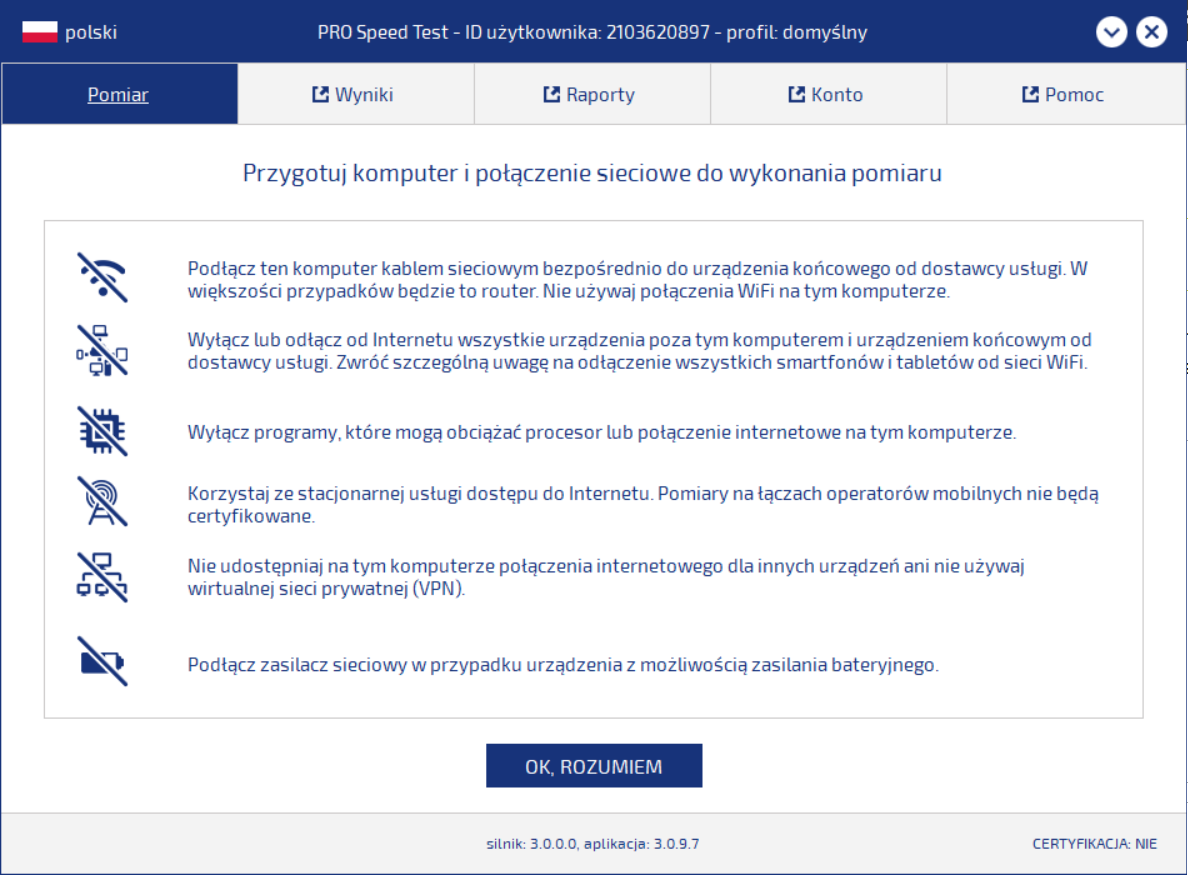 polski
PRO Speed Test - ID użytkownika: 2103620897 - profil: domyślny
Pomiar
Wyniki
Raporty
Konto
Pomoc
Przygotuj komputer i połączenie sieciowe do wykonania pomiaru
Podłącz ten komputer kablem sieciowym bezpośrednio do urządzenia końcowego od dostawcy usługi. W
większości przypadków będzie to router. Nie używaj połączenia WiFi na tym komputerze.
Wyłącz lub odłącz od Internetu wszystkie urządzenia poza tym komputerem i urządzeniem końcowym od
dostawcy usługi. Zwróć szczególną uwagę na odłączenie wszystkich smartfonów i tabletów od sieci WiFi.
Wyłącz programy, które mogą obciążać procesor lub połączenie internetowe na tym komputerze.
Korzystaj ze stacjonarnej usługi dostępu do Internetu. Pomiary na łączach operatorów mobilnych nie będą
certyfikowane.
Nie udostępniaj na tym komputerze połączenia internetowego dla innych urządzeń ani nie używaj
wirtualnej sieci prywatnej (VPN).
Podłącz zasilacz sieciowy w przypadku urządzenia z możliwością zasilania bateryjnego.
OK, ROZUMIEM
silnik: 3.0.0.0, aplikacja: 3.0.9.7
CERTYFIKACJA: NIE